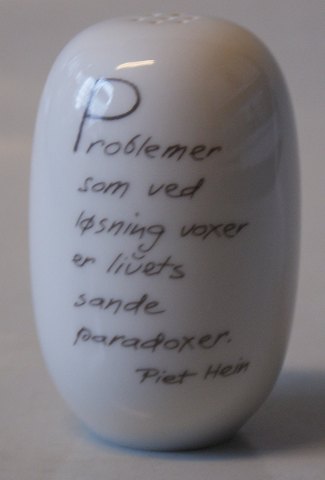 Problemer
som ved
løsning voxer
er livets
sande
paradoxer.
Piet Hein